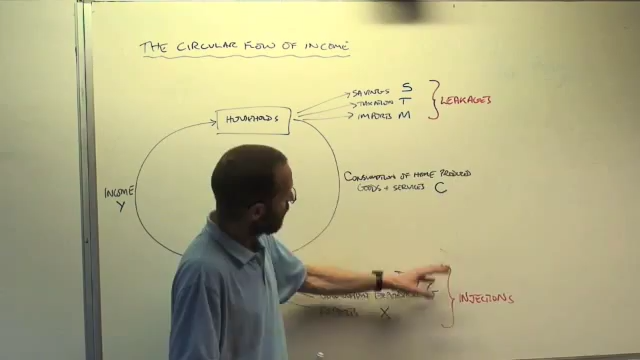 THE CIRCULAR FLOW OF INCOME
SAVINGS S
TAXATION T
IMPORTS M
LEAKAGES
HOUSEHOLDS
CONSUMPTION OF HOME PRODUCED
GOODS + SERVICES C
INCOME
Y
INJECTIONS
X